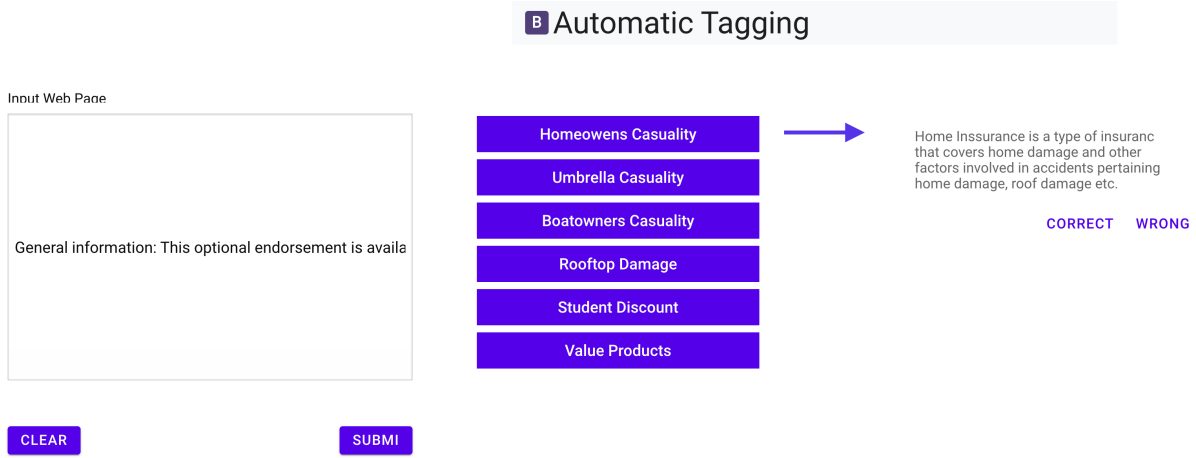 B Automatic Tagging
Input Web Page
General information: This optional endorsement is availa
CLEAR
SUBMI
Homeowens Casuality
Umbrella Casuality
Boatowners Casuality
Rooftop Damage
Student Discount
Value Products
Home Inssurance is a type of insuranc
that covers home damage and other
factors involved in accidents pertaining
home damage, roof damage etc.
CORRECT
WRONG